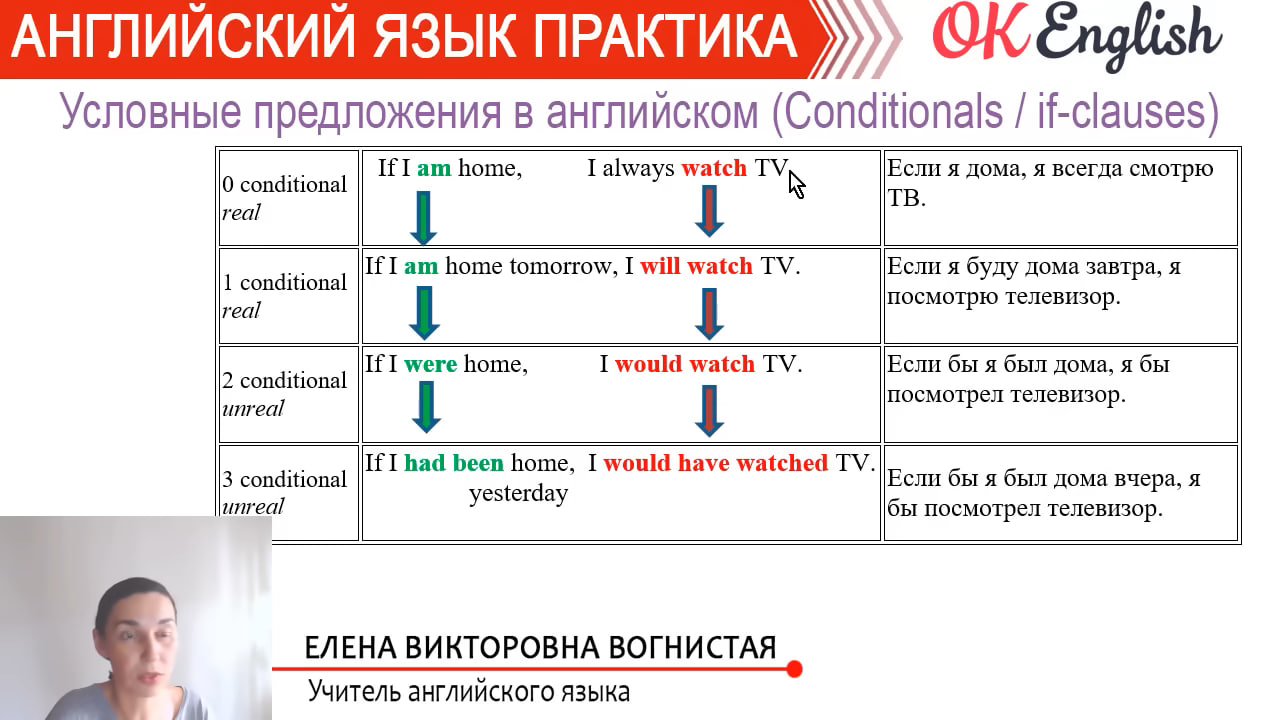 АНГЛИЙСКИЙ ЯЗЫК ПРАКТИКА
OK English
Условные предложения в английском (Conditionals / if-clauses)
0 conditional
real
If I am home, I always watch TV.
Если я дома, я всегда смотрю
ТВ.
1 conditional
real
If I am home tomorrow, I will watch TV.
Если я буду дома завтра, я
посмотрю телевизор.
2 conditional
unreal
If I were home, I would watch TV.
Если бы я был дома, я бы
посмотрел телевизор.
3 conditional
unreal
If I had been home, I would have watched TV.
yesterday
Если бы я был дома вчера, я
бы посмотрел телевизор.
ЕЛЕНА ВИКТОРОВНА ВОГНИСТАЯ
Учитель английского языка